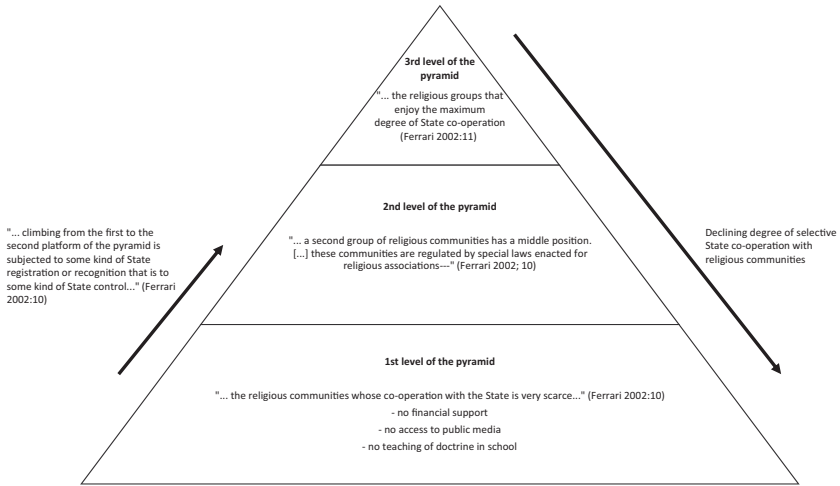 3rd level of the
pyramid
"... the religious groups that
enjoy the maximum
degree of State co-operation
(Ferrari 2002:11)
2nd level of the pyramid
"... a second group of religious communities has a middle position.
[...] these communities are regulated by special laws enacted for
religious associations---" (Ferrari 2002; 10)
"... climbing from the first to the
second platform of the pyramid is
subjected to some kind of State
registration or recognition that is to
some kind of State control..." (Ferrari
2002:10)
Declining degree of selective
State co-operation with
religious communities
1st level of the pyramid
"... the religious communities whose co-operation with the State is very scarce..." (Ferrari 2002:10)
- no financial support
- no access to public media
- no teaching of doctrine in school